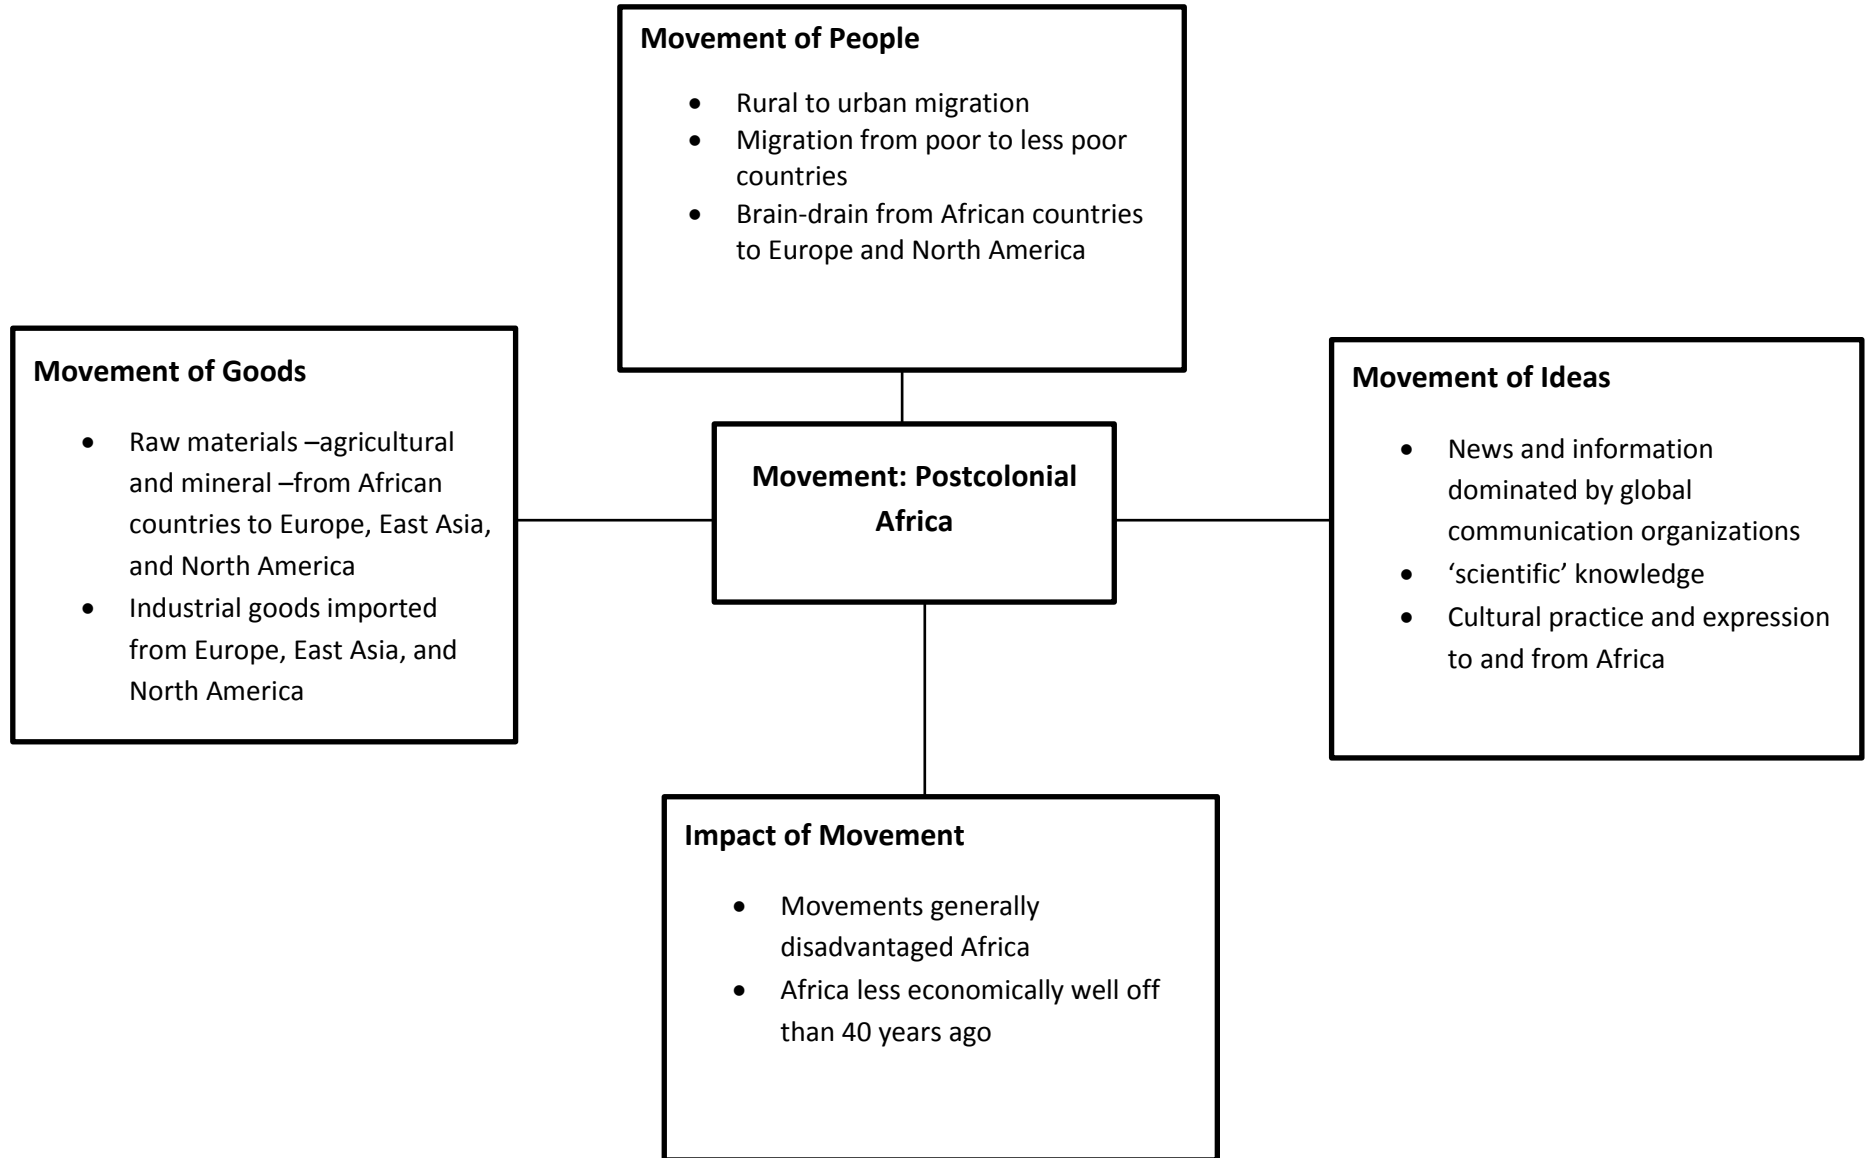 Movement of People
• Rural to urban migration
• Migration from poor to less poor
countries
• Brain-drain from African countries
to Europe and North America
Movement of Goods
• Raw materials –agricultural
and mineral –from African
countries to Europe, East Asia,
and North America
• Industrial goods imported
from Europe, East Asia, and
North America
Movement: Postcolonial
Africa
Movement of Ideas
• News and information
dominated by global
communication organizations
• ‘scientific’ knowledge
• Cultural practice and expression
to and from Africa
Impact of Movement
• Movements generally
disadvantaged Africa
• Africa less economically well off
than 40 years ago